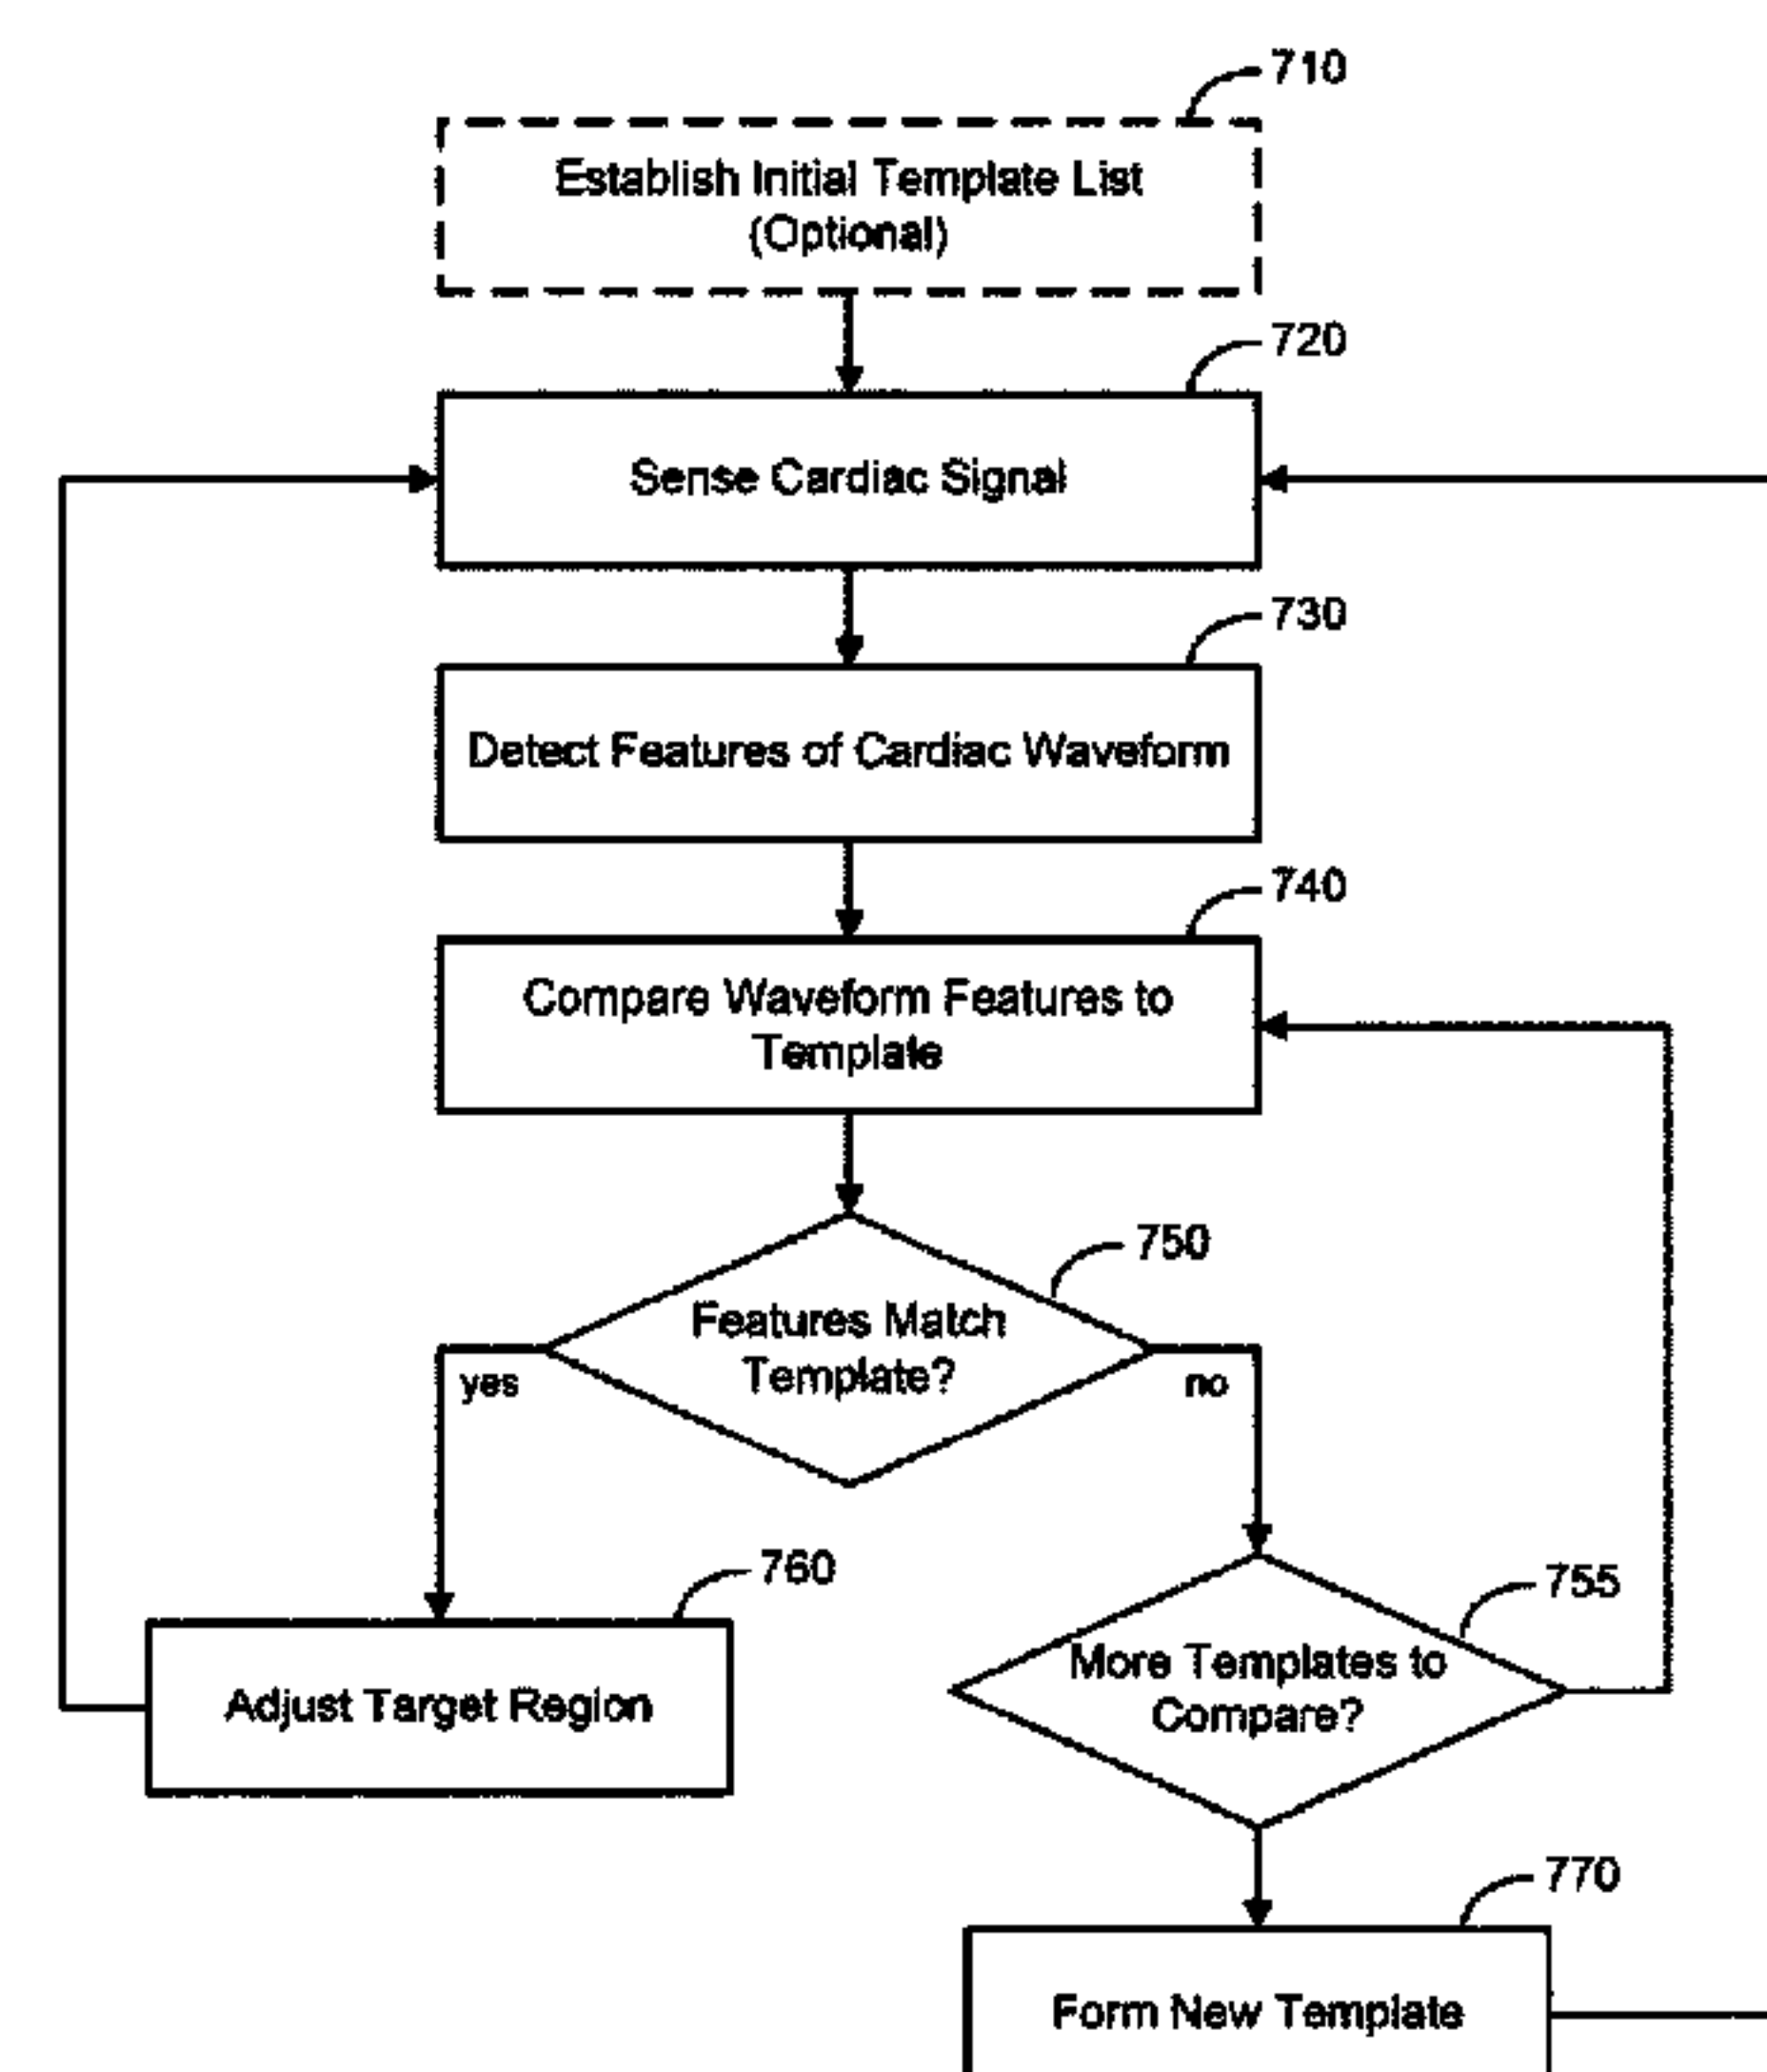 710
Establish Initial Template List
(Optional)
720
Sense Cardiac Signal
730
Detect Features of Cardiac Waveform
740
Compare Waveform Features to
Template
750
Features Match
Template?
yes
no
760
755
Adjust Target Region
More Templates to
Compare?
770
Form New Template